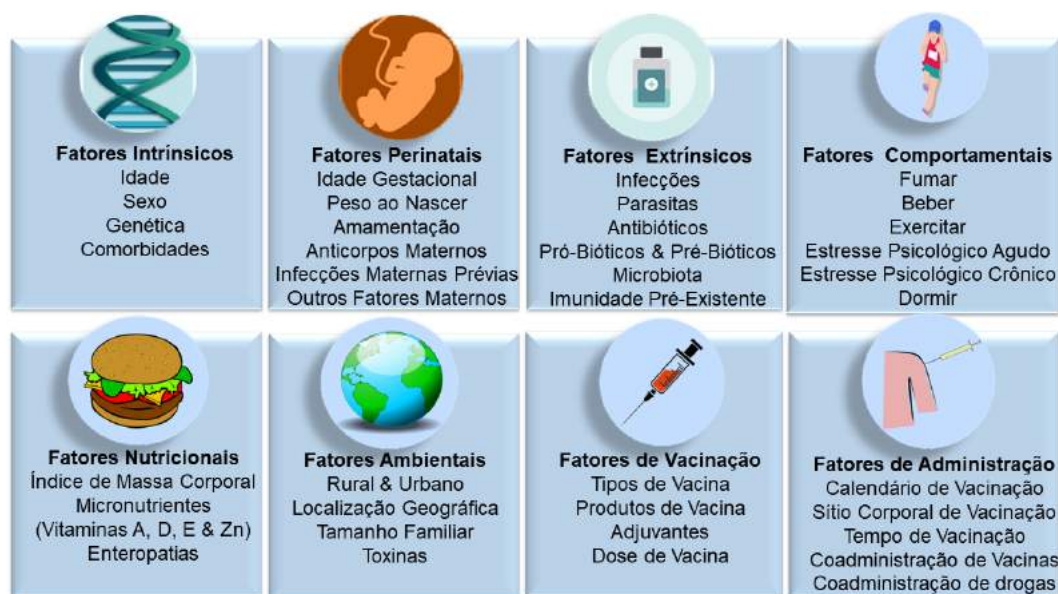 Fatores Intrínsicos
Idade
Sexo
Genética
Comorbidades
Fatores Perinatais
Idade Gestacional
Peso ao Nascer
Amamentação
Anticorpos Maternos
Infecções Maternas Prévias
Outros Fatores Maternos
Fatores Extrínsicos
Infecções
Parasitas
Antibióticos
Pró-Bióticos & Pré-Bióticos
Microbiota
Imunidade Pré-Existente
Fatores Comportamentais
Fumar
Beber
Exercitar
Estresse Psicológico Agudo
Estresse Psicológico Crônico
Dormir
Fatores Nutricionais
Índice de Massa Corporal
Micronutrientes
(Vitaminas A, D, E & Zn)
Enteropatias
Fatores Ambientais
Rural & Urbano
Localização Geográfica
Tamanho Familiar
Toxinas
Fatores de Vacinação
Tipos de Vacina
Produtos de Vacina
Adjuvantes
Dose de Vacina
Fatores de Administração
Calendário de Vacinação
Sítio Corporal de Vacinação
Tempo de Vacinação
Coadministração de Vacinas
Coadministração de drogas